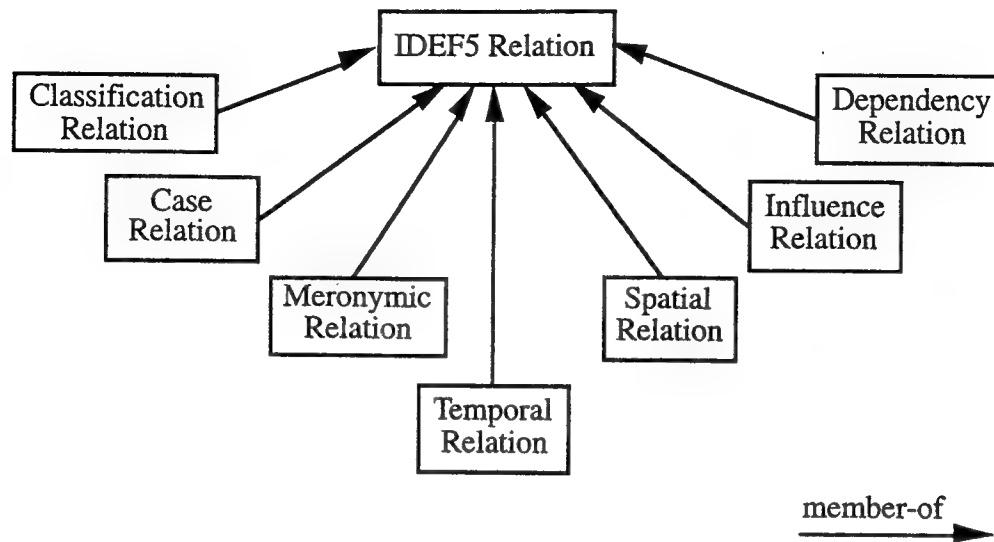 IDEF5 Relation
Classification
Relation
Dependency
Relation
Case
Relation
Influence
Relation
Meronymic
Relation
Spatial
Relation
Temporal
Relation
member-of